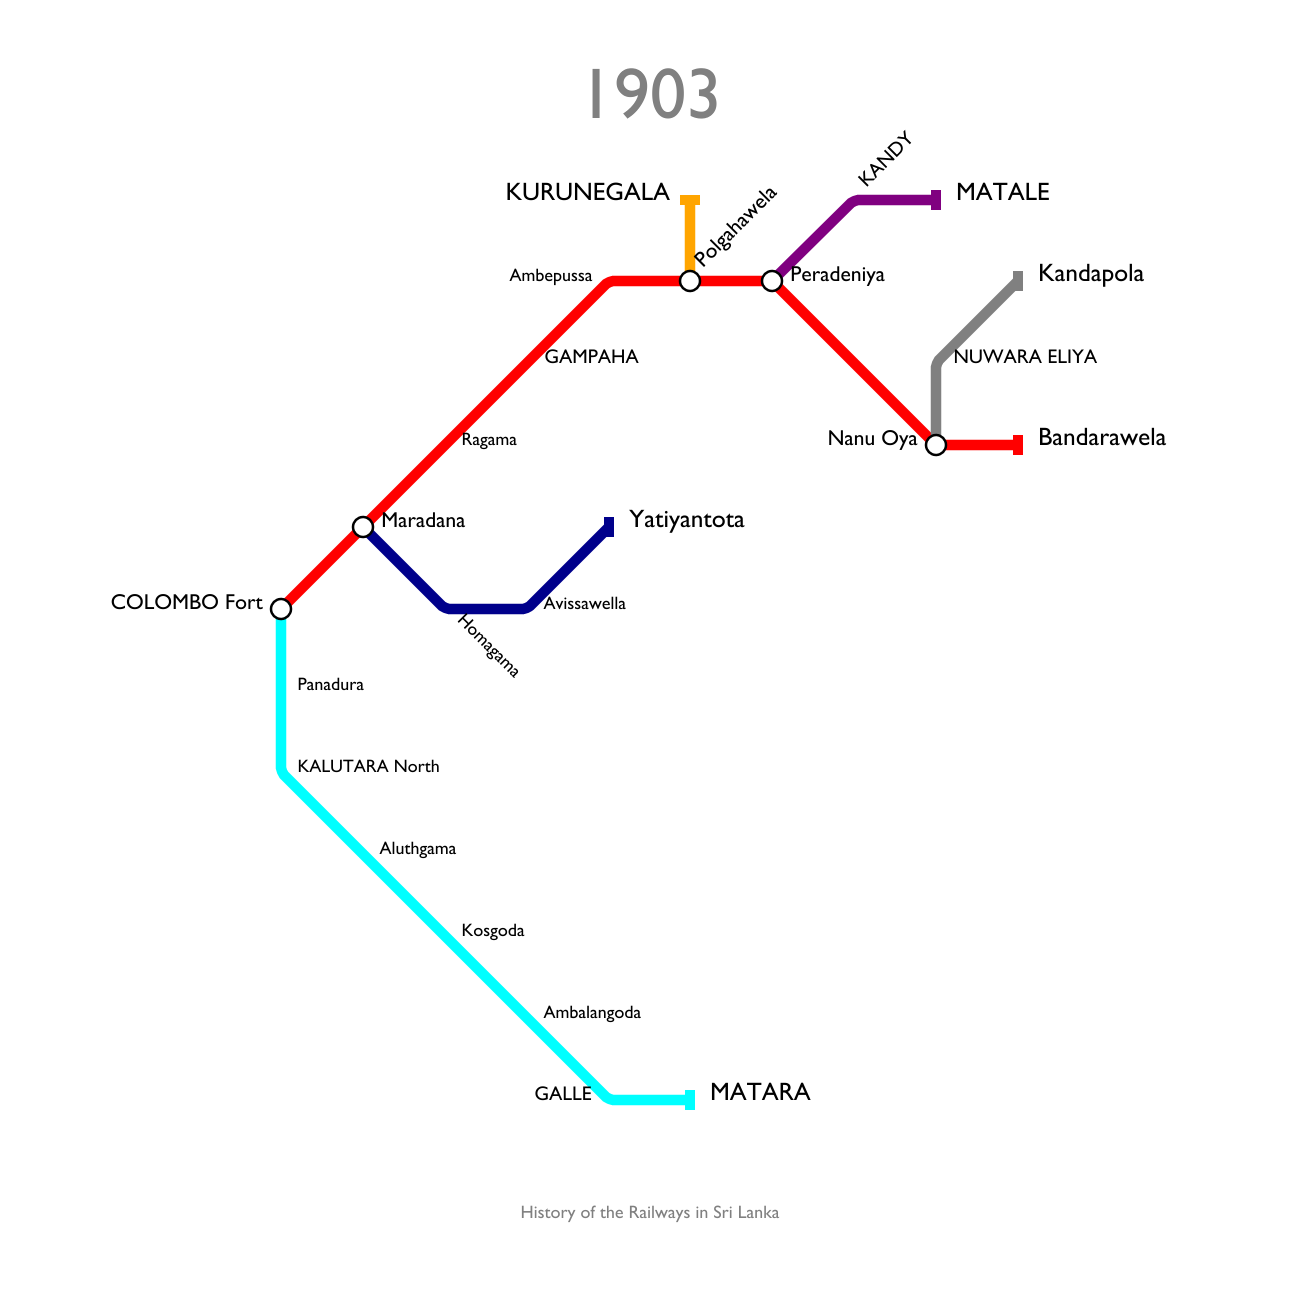 1903
KANDY
KURUNEGALA
MATALE
Polgahawela
Ambepussa
Peradeniya
Kandapola
GAMPAHA
NUWARA ELIYA
Ragama
Nanu Oya
Bandarawela
Maradana
Yatiyantota
COLOMBO Fort
Avissawella
Homagama
Panadura
KALUTARA North
Aluthgama
Kosgoda
Ambalangoda
GALLE
MATARA
History of the Railways in Sri Lanka